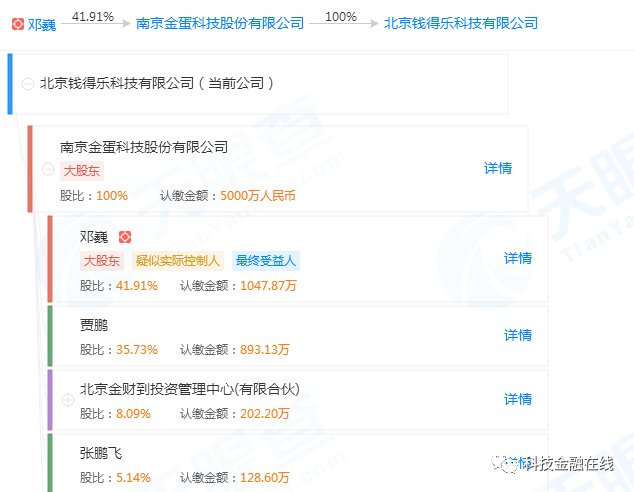 邓巍 41.91% 南京金蛋科技股份有限公司 100% 北京钱得乐科技有限公司
北京钱得乐科技有限公司（当前公司）
南京金蛋科技股份有限公司
大股东
详情
股比：100% 认缴金额：5000万人民币
邓巍
大股东 疑似实际控制人 最终受益人
详情
股比：41.91% 认缴金额：1047.87万
贾鹏
详情
股比：35.73% 认缴金额：893.13万
北京金财到投资管理中心(有限合伙)
详情
股比：8.09% 认缴金额：202.20万
张鹏飞
详情
股比：5.14% 认缴金额：128.60万
科技金融在线
天眼查
TianYan